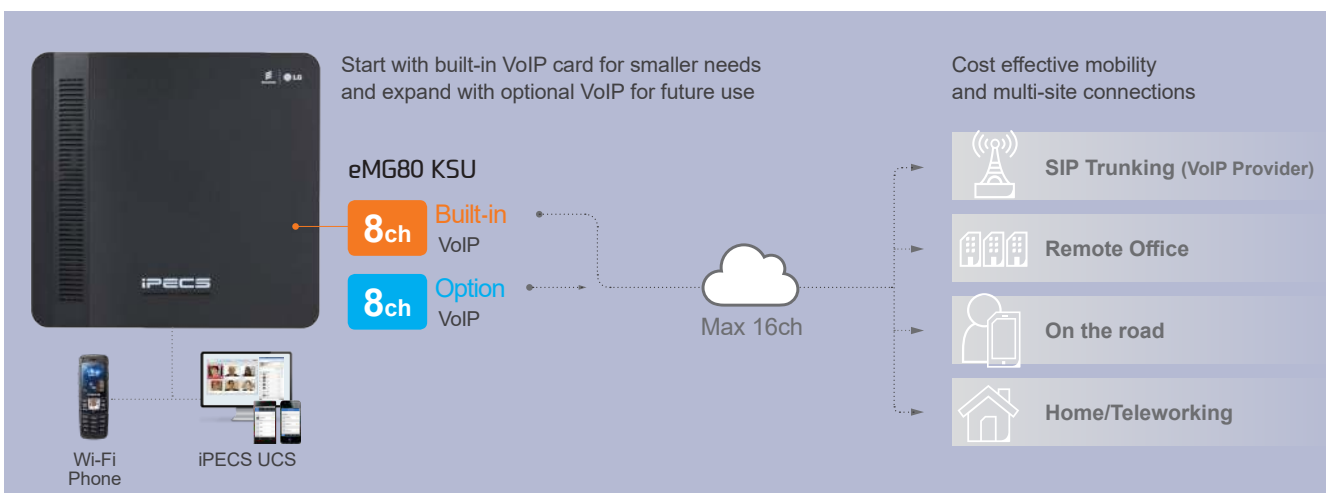 LG
Start with built-in VoIP card for smaller needs
and expand with optional VoIP for future use
Cost effective mobility
and multi-site connections
eMG80 KSU
8ch
Built-in
VoIP
8ch
Option
VoIP
iPECS
Max 16ch
SIP Trunking (VoIP Provider)
Remote Office
On the road
Home/Teleworking
Wi-Fi
Phone
iPECS UCS